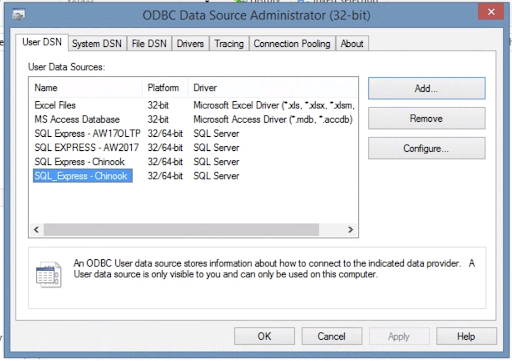 ODBC Data Source Administrator (32-bit)
User DSN System DSN File DSN Drivers Tracing Connection Pooling About
User Data Sources:
Name Platform Driver
Excel Files 32-bit Microsoft Excel Driver (*.xls, *.xlsx, *.xlsm,
MS Access Database 32-bit Microsoft Access Driver (*.mdb, *.accdb)
SQL Express - AW17OLTP 32/64-bit SQL Server
SQL EXPRESS - AW2017 32/64-bit SQL Server
SQL Express - Chinook 32/64-bit SQL Server
SQL_Express - Chinook 32/64-bit SQL Server
Add...
Remove
Configure...
An ODBC User data source stores information about how to connect to the indicated data provider. A
User data source is only visible to you and can only be used on this computer.
OK Cancel Apply Help